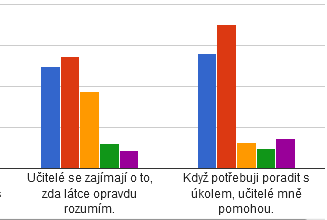 Učitelé se zajímají o to,
zda látce opravdu
rozumím.
Když potřebuji poradit s
úkolem, učitelé mně
pomohou.